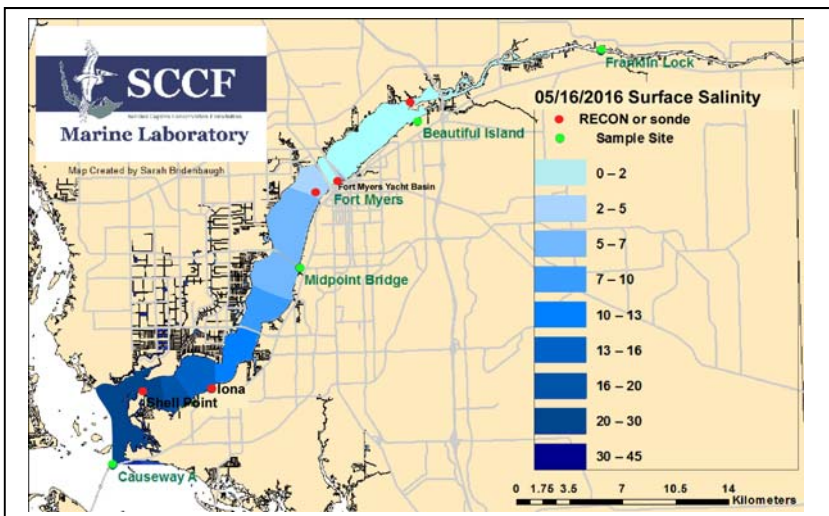 SCCF
Marine Laboratory
Map Created by Sarah Bridenbaugh
Franklin Lock
05/16/2016 Surface Salinity
RECON or sonde
Sample Site
Beautiful Island
Fort Myers Yacht Basin
Fort Myers
Midpoint Bridge
Iona
Shell Point
Causeway A
0 – 2
2 – 5
5 – 7
7 – 10
10 – 13
13 – 16
16 – 20
20 – 30
30 – 45
0 1.75 3.5 7 10.5 14
Kilometers